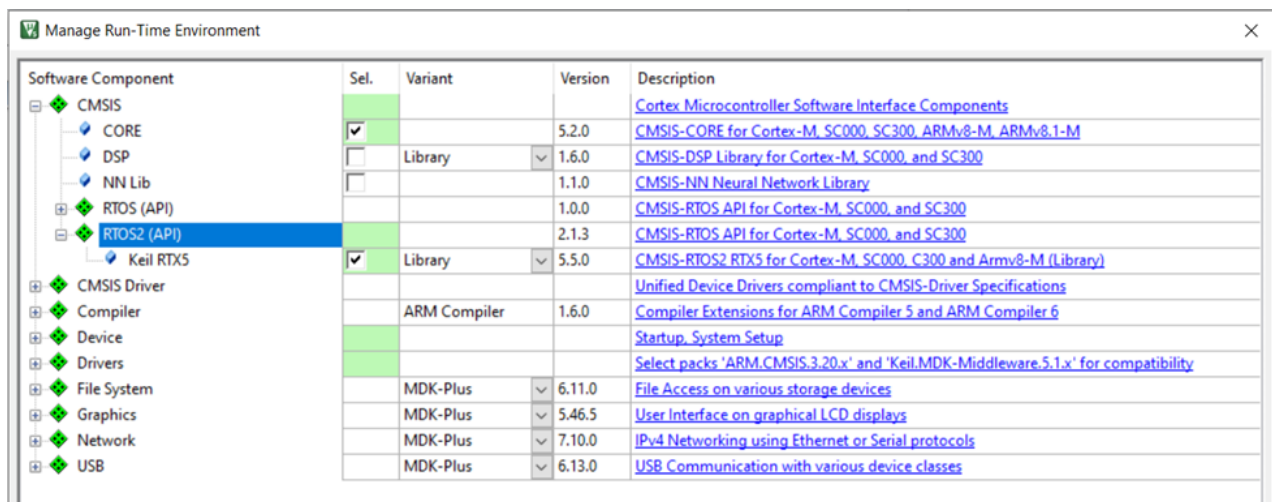 Manage Run-Time Environment
Software Component Sel. Variant Version Description
CMSIS Cortex Microcontroller Software Interface Components
CORE 5.2.0 CMSIS-CORE for Cortex-M, SC000, SC300, ARMv8-M, ARMv8.1-M
DSP Library 1.6.0 CMSIS-DSP Library for Cortex-M, SC000, and SC300
NN Lib 1.1.0 CMSIS-NN Neural Network Library
RTOS (API) 1.0.0 CMSIS-RTOS API for Cortex-M, SC000, and SC300
RTOS2 (API) 2.1.3 CMSIS-RTOS API for Cortex-M, SC000, and SC300
Keil RTX5 Library 5.5.0 CMSIS-RTOS2 RTX5 for Cortex-M, SC000, C300 and Armv8-M (Library)
CMSIS Driver Unified Device Drivers compliant to CMSIS-Driver Specifications
Compiler ARM Compiler 1.6.0 Compiler Extensions for ARM Compiler 5 and ARM Compiler 6
Device Startup, System Setup
Drivers Select packs 'ARM.CMSIS.3.20.x' and 'Keil.MDK-Middleware.5.1.x' for compatibility
File System MDK-Plus 6.11.0 File Access on various storage devices
Graphics MDK-Plus 5.46.5 User Interface on graphical LCD displays
Network MDK-Plus 7.10.0 IPv4 Networking using Ethernet or Serial protocols
USB MDK-Plus 6.13.0 USB Communication with various device classes